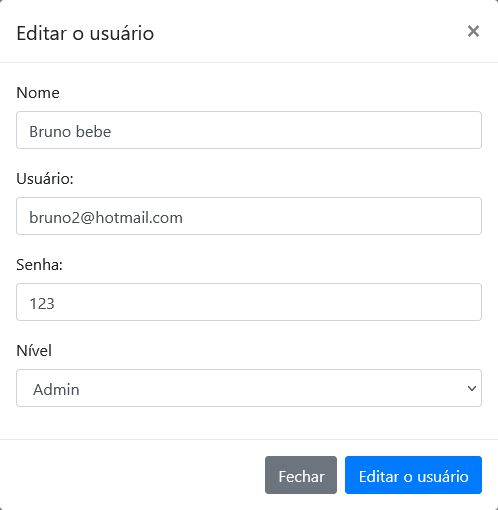 Editar o usuário ×
Nome
Bruno bebe
Usuário:
bruno2@hotmail.com
Senha:
123
Nível
Admin
Fechar Editar o usuário